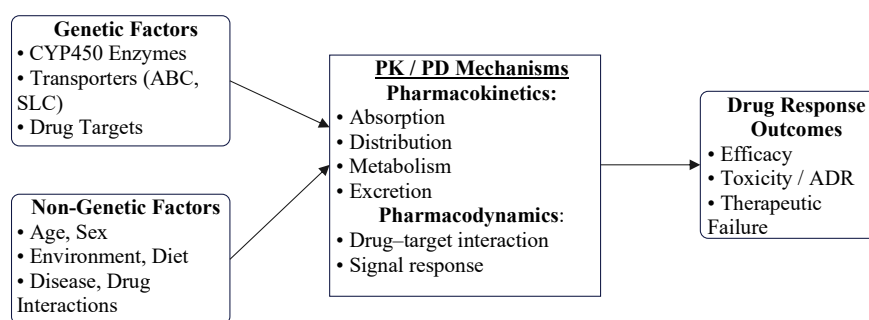 Genetic Factors
• CYP450 Enzymes
• Transporters (ABC,
SLC)
• Drug Targets
Non-Genetic Factors
• Age, Sex
• Environment, Diet
• Disease, Drug
Interactions
PK / PD Mechanisms
Pharmacokinetics:
• Absorption
• Distribution
• Metabolism
• Excretion
Pharmacodynamics:
• Drug–target interaction
• Signal response
Drug Response
Outcomes
• Efficacy
• Toxicity / ADR
• Therapeutic
Failure